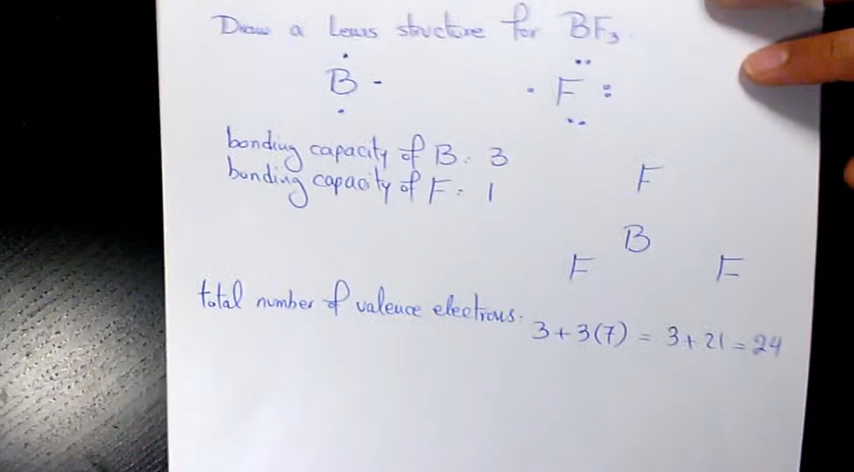 Draw a Lewis structure for BF₃.
B F
bonding capacity of B: 3
bonding capacity of F: 1
F
B
F F
total number of valence electrons.
3 + 3(7) = 3 + 21 = 24